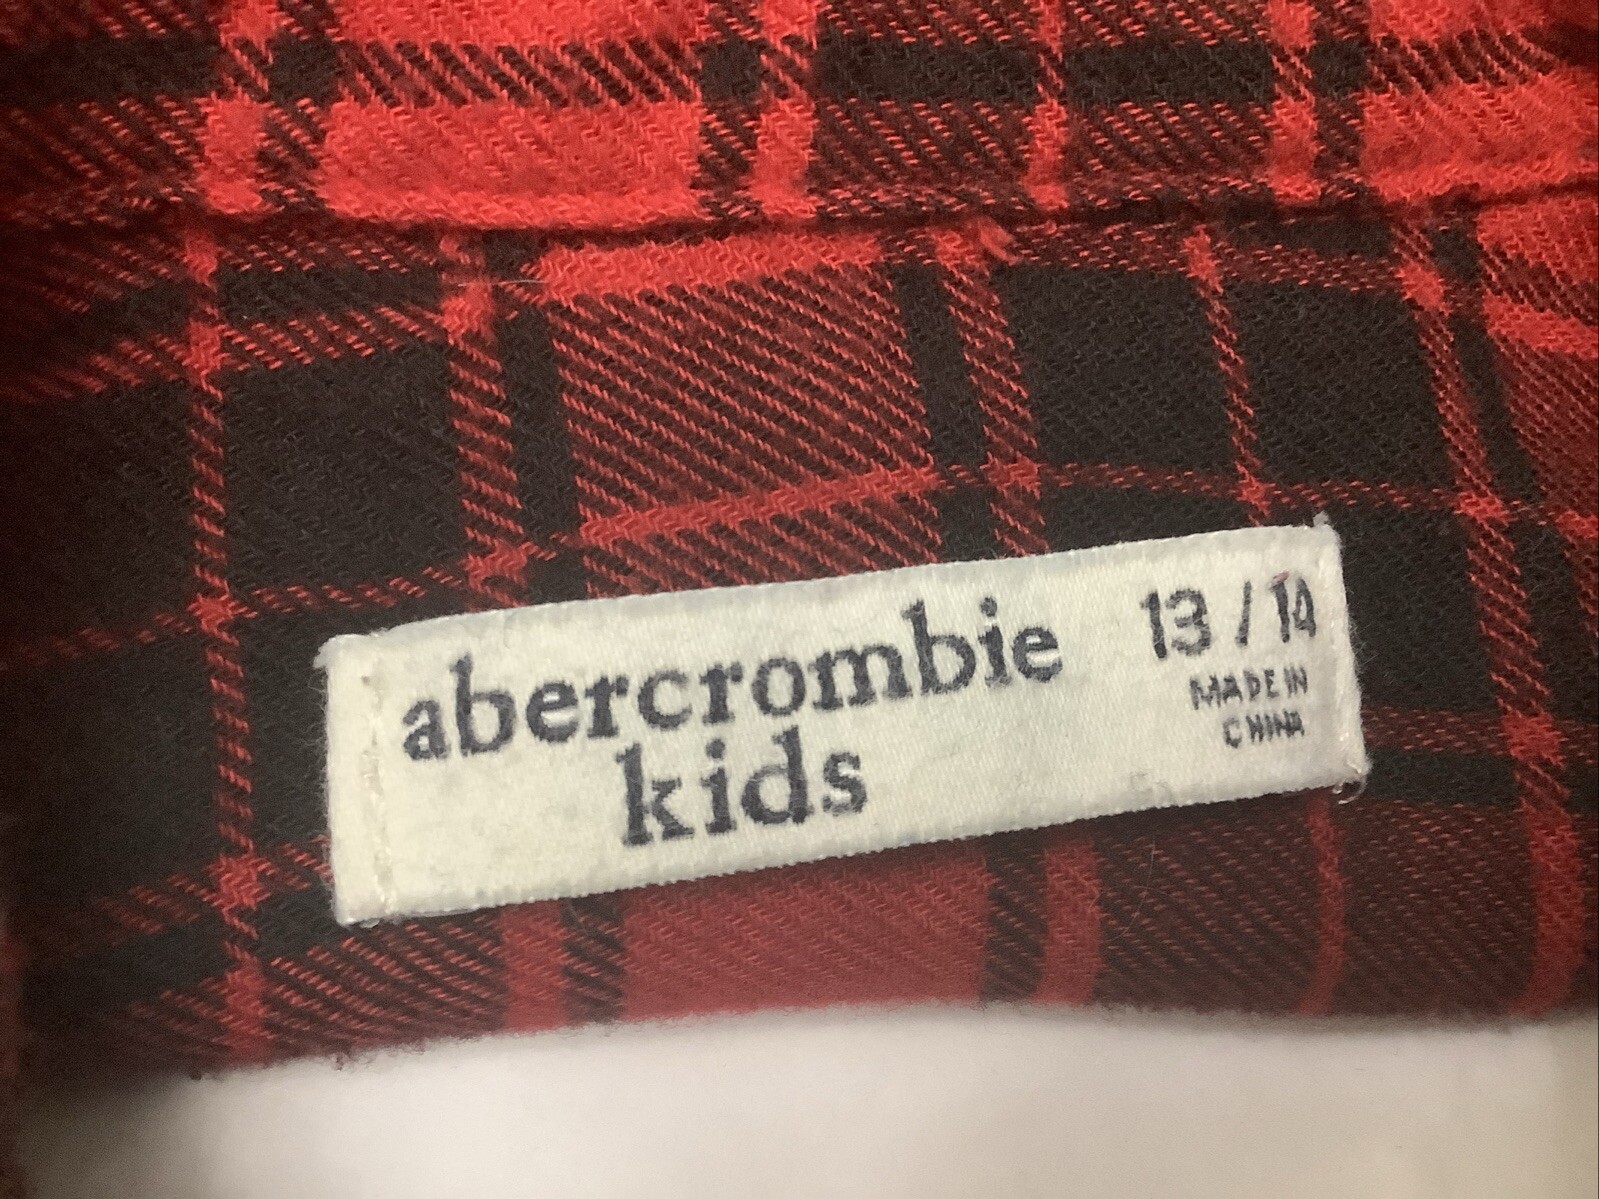 abercrombie
kids
13 / 14
MADE IN
CHINA